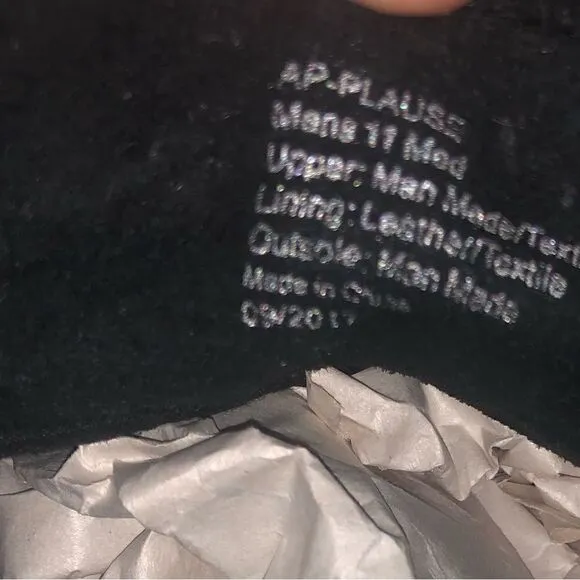 AP-PLAUSE
Mens 11 Med
Upper: Man Made/Text
Lining: Leather/Textile
Outsole: Man Made
Made in China
09/2017